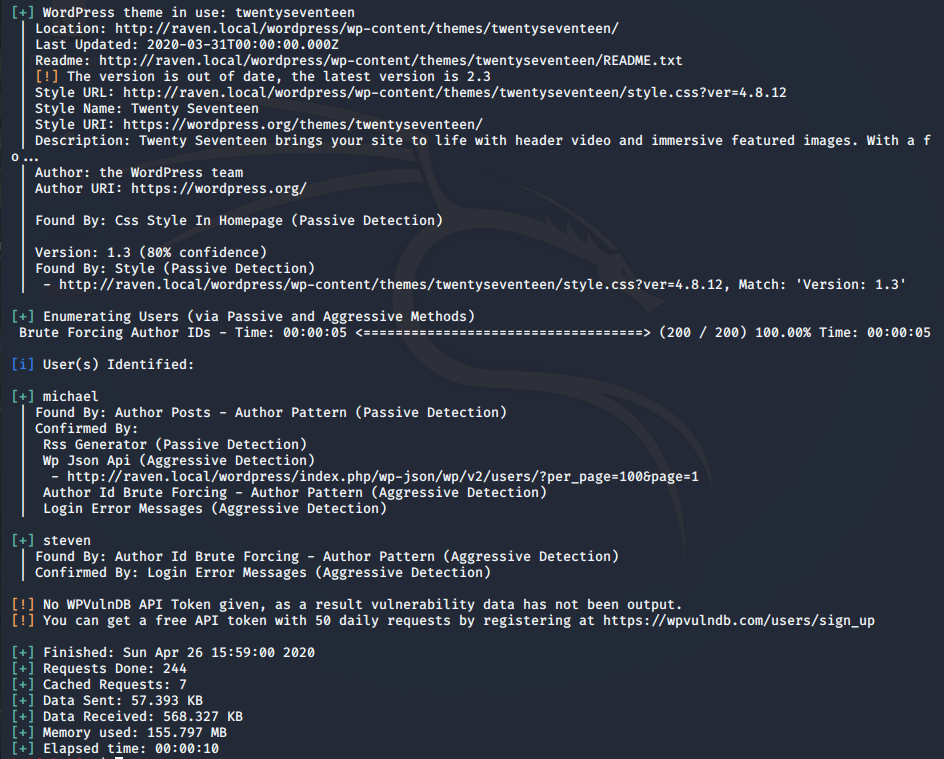 [+] WordPress theme in use: twentyseventeen
 | Location: http://raven.local/wordpress/wp-content/themes/twentyseventeen/
 | Last Updated: 2020-03-31T00:00:00.000Z
 | Readme: http://raven.local/wordpress/wp-content/themes/twentyseventeen/README.txt
 | [!] The version is out of date, the latest version is 2.3
 | Style URL: http://raven.local/wordpress/wp-content/themes/twentyseventeen/style.css?ver=4.8.12
 | Style Name: Twenty Seventeen
 | Style URI: https://wordpress.org/themes/twentyseventeen/
 | Description: Twenty Seventeen brings your site to life with header video and immersive featured images. With a f
o...
 | Author: the WordPress team
 | Author URI: https://wordpress.org/
 |
 | Found By: Css Style In Homepage (Passive Detection)
 |
 | Version: 1.3 (80% confidence)
 | Found By: Style (Passive Detection)
 |  - http://raven.local/wordpress/wp-content/themes/twentyseventeen/style.css?ver=4.8.12, Match: 'Version: 1.3'

[+] Enumerating Users (via Passive and Aggressive Methods)
 Brute Forcing Author IDs - Time: 00:00:05 <===================================> (200 / 200) 100.00% Time: 00:00:05

[i] User(s) Identified:

[+] michael
 | Found By: Author Posts - Author Pattern (Passive Detection)
 | Confirmed By:
 |  Rss Generator (Passive Detection)
 |  Wp Json Api (Aggressive Detection)
 |   - http://raven.local/wordpress/index.php/wp-json/wp/v2/users/?per_page=100&page=1
 |  Author Id Brute Forcing - Author Pattern (Aggressive Detection)
 |  Login Error Messages (Aggressive Detection)

[+] steven
 | Found By: Author Id Brute Forcing - Author Pattern (Aggressive Detection)
 | Confirmed By: Login Error Messages (Aggressive Detection)

[!] No WPVulnDB API Token given, as a result vulnerability data has not been output.
[!] You can get a free API token with 50 daily requests by registering at https://wpvulndb.com/users/sign_up

[+] Finished: Sun Apr 26 15:59:00 2020
[+] Requests Done: 244
[+] Cached Requests: 7
[+] Data Sent: 57.393 KB
[+] Data Received: 568.327 KB
[+] Memory used: 155.797 MB
[+] Elapsed time: 00:00:10